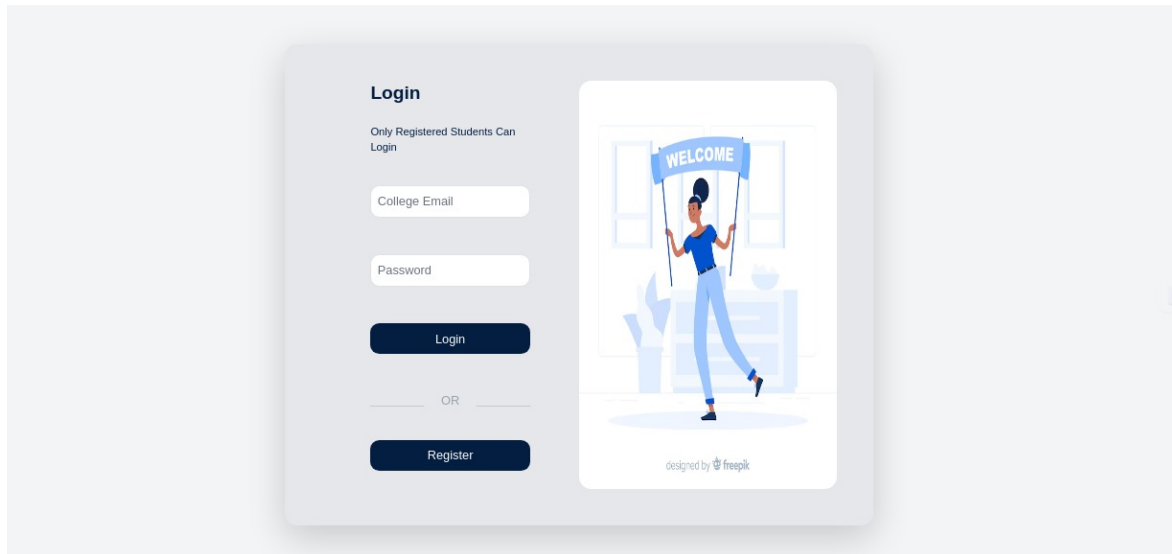 Login
Only Registered Students Can
Login
College Email
Password
Login
OR
Register
WELCOME
designed by freepik